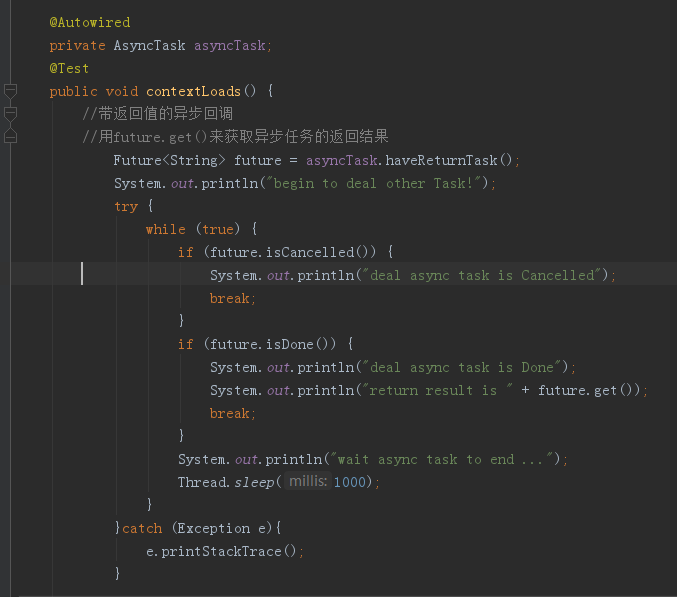 @Autowired
private AsyncTask asyncTask;
@Test
public void contextLoads() {
//带返回值的异步回调
//用future.get()来获取异步任务的返回结果
Future<String> future = asyncTask.haveReturnTask();
System.out.println("begin to deal other Task!");
try {
while (true) {
if (future.isCancelled()) {
System.out.println("deal async task is Cancelled");
break;
}
if (future.isDone()) {
System.out.println("deal async task is Done");
System.out.println("return result is " + future.get());
break;
}
System.out.println("wait async task to end ...");
Thread.sleep( millis: 1000);
}
}catch (Exception e){
e.printStackTrace();
}